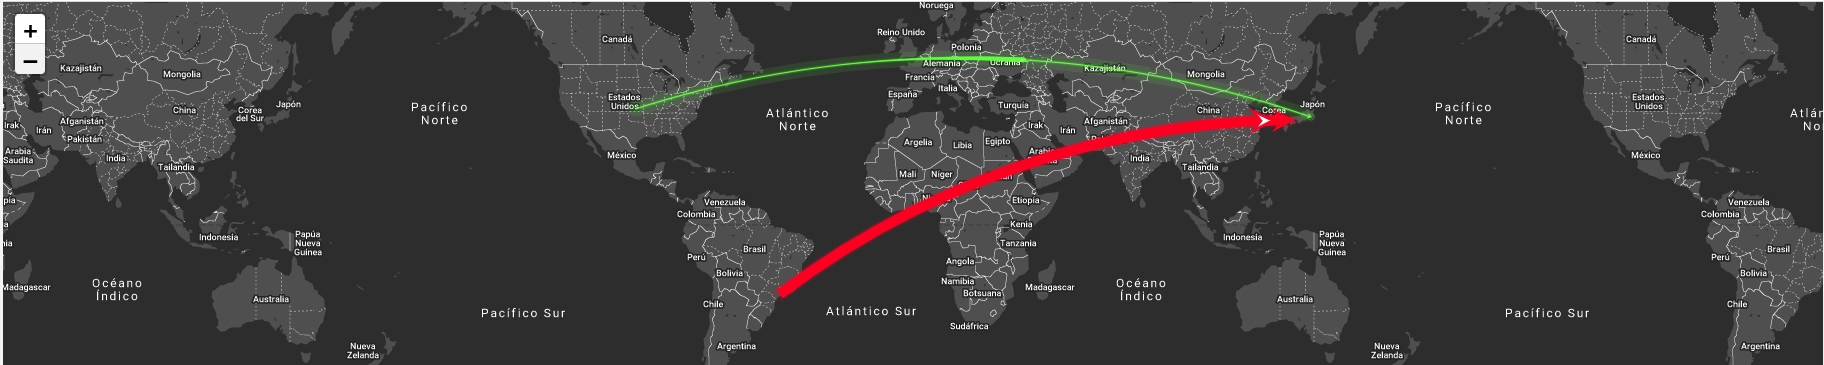 +
−
Noruega
Reino Unido
Canadá
Canadá
Polonia
Alemania
Ucrania
Kazajistán
Mongolia
Kazajistán
Mongolia
Francia
Italia
España
Estados
Unidos
Estados
Unidos
Turquía
Pacífico
Norte
Atlántico
Norte
Pacífico
Norte
China
Corea
del Sur
Japón
China
Corea
Japón
Irak
Irán
Afganistán
Pakistán
Arabia
Saudita
India
Tailandia
Argelia
Libia
Egipto
Irak
Irán
Afganistán
India
Tailandia
México
México
Malí
Níger
Etiopía
Kenia
Tanzania
Venezuela
Colombia
Venezuela
Colombia
Brasil
Perú
Bolivia
Brasil
Perú
Bolivia
Indonesia
Papúa
Nueva
Guinea
Indonesia
Papúa
Nueva
Guinea
Angola
Namibia
Botsuana
Madagascar
Madagascar
Océano
Índico
Océano
Índico
Australia
Australia
Chile
Chile
Pacífico Sur
Atlántico Sur
Pacífico Sur
Sudáfrica
Argentina
Argentina
Nueva
Zelanda
Nueva
Zelanda